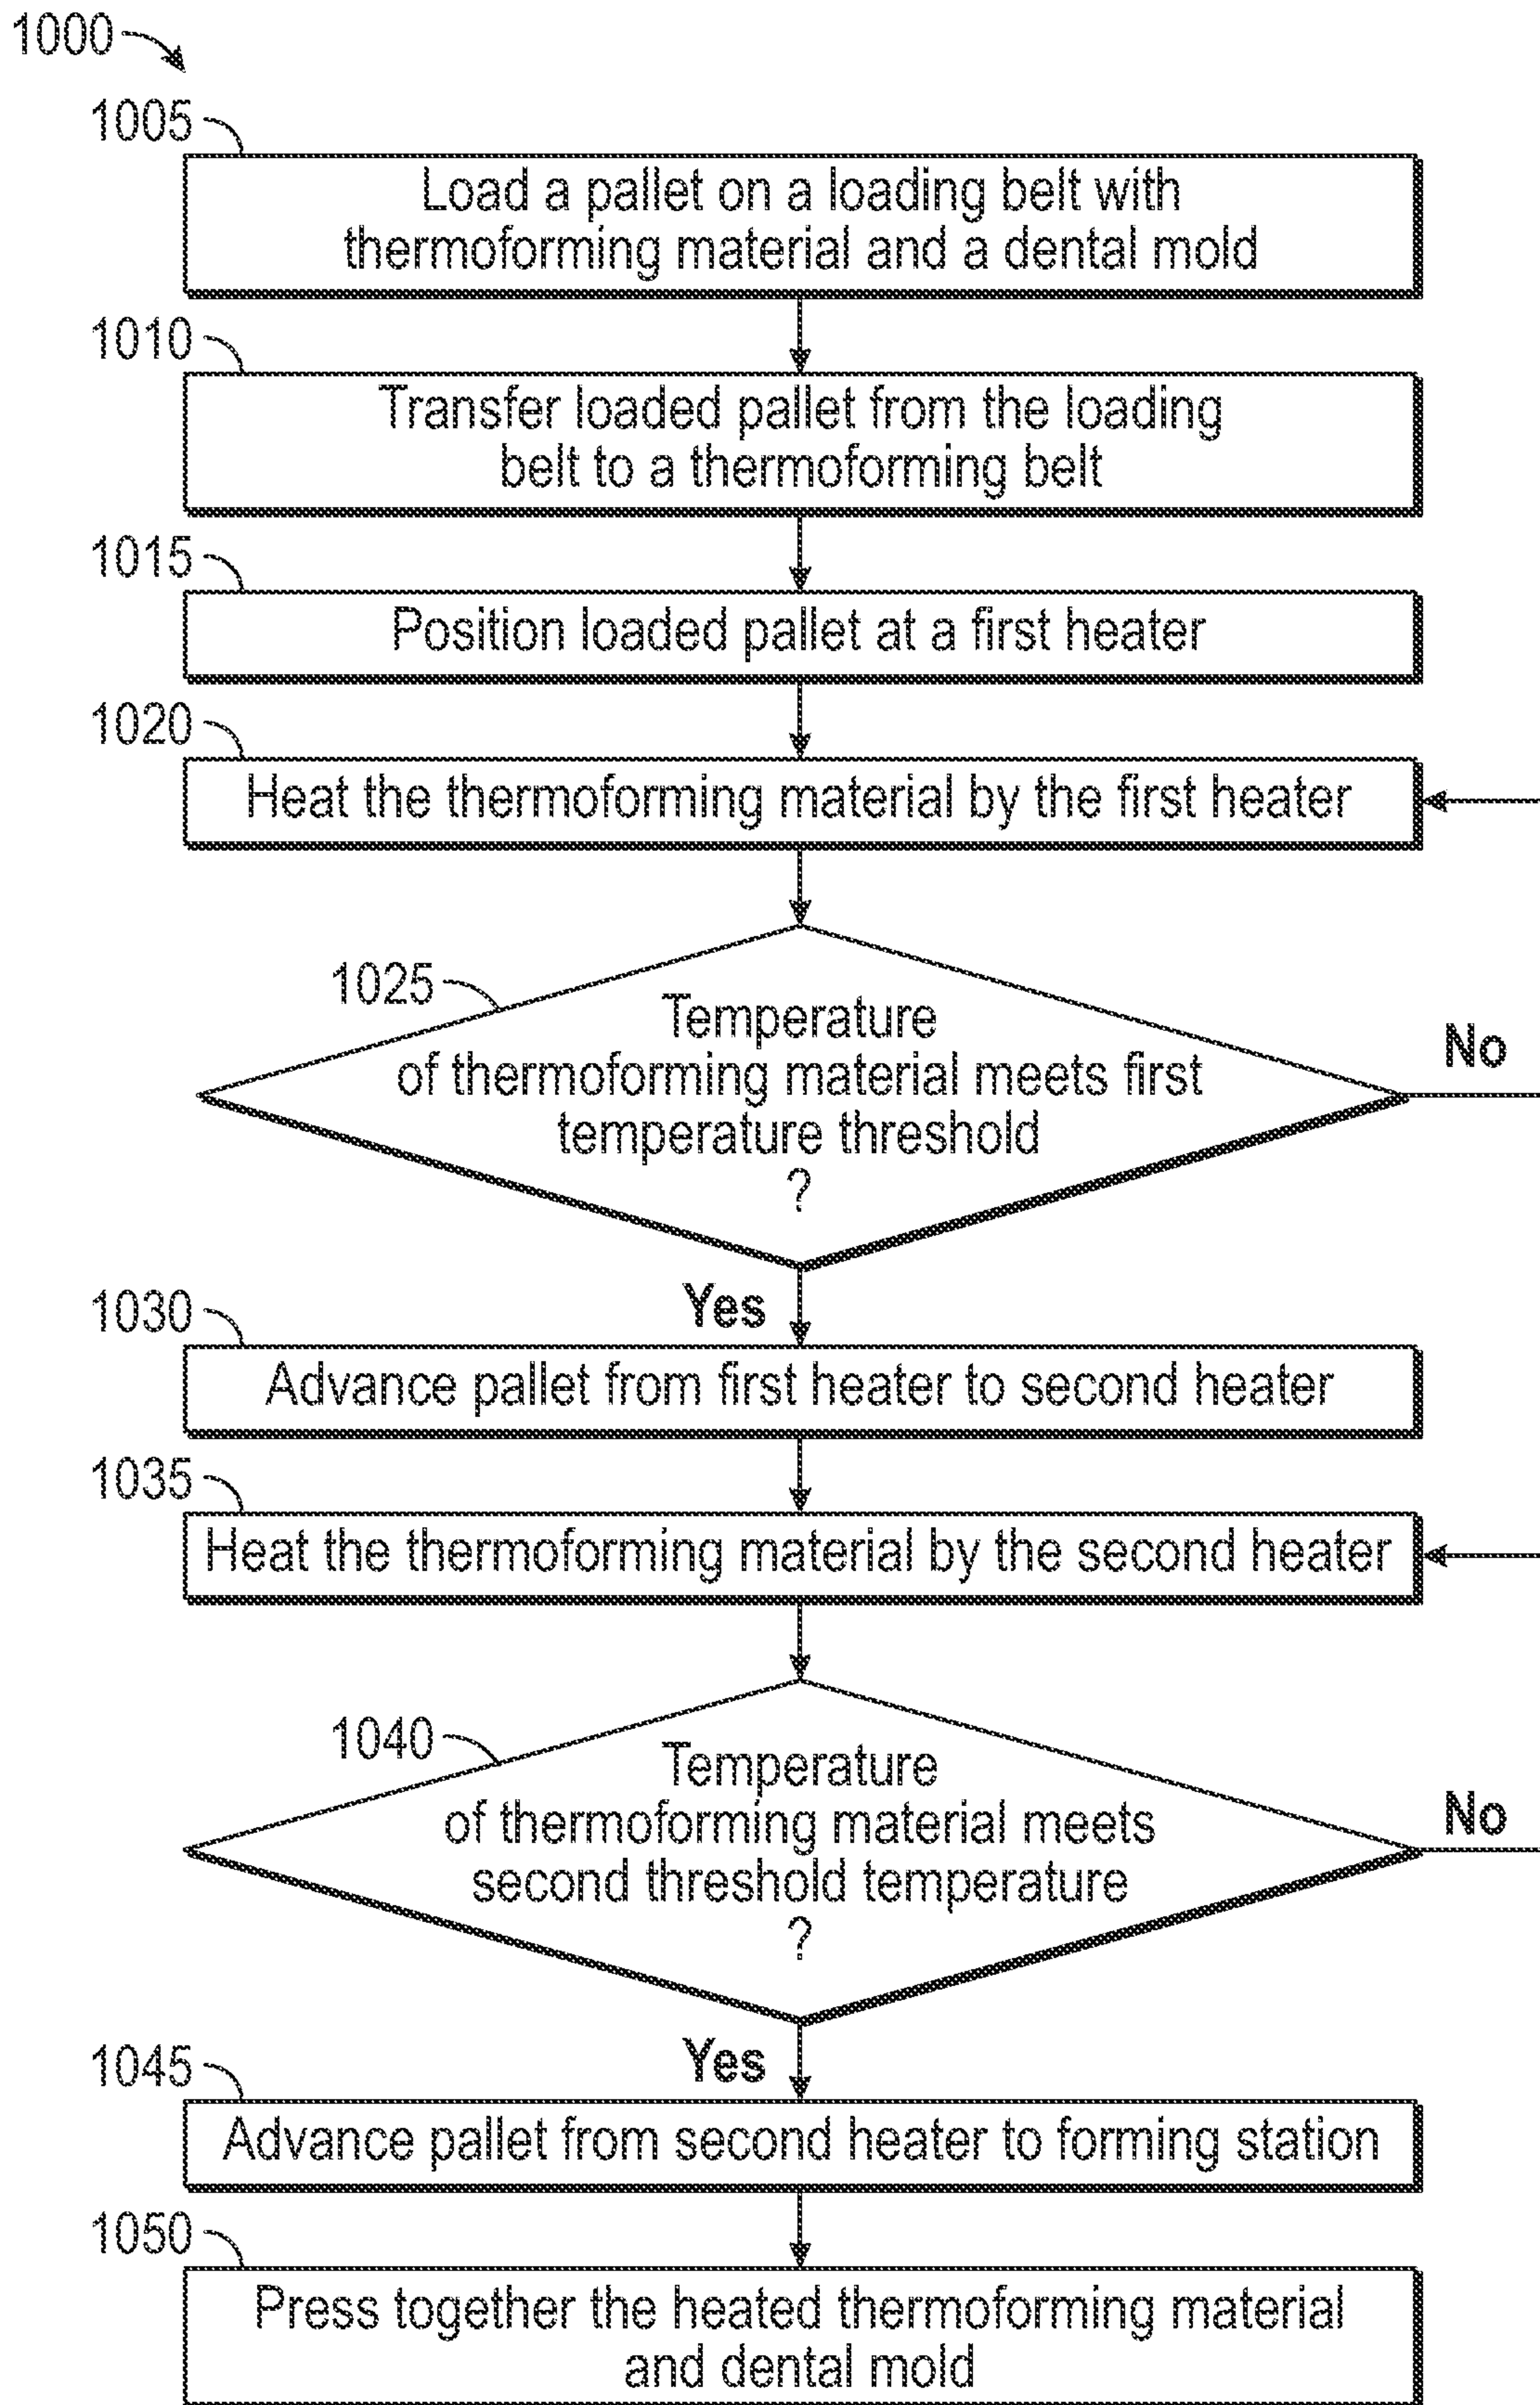 1000
1005
Load a pallet on a loading belt with
thermoforming material and a dental mold
1010
Transfer loaded pallet from the loading
belt to a thermoforming belt
1015
Position loaded pallet at a first heater
1020
Heat the thermoforming material by the first heater
1025
Temperature
of thermoforming material meets first
temperature threshold
?
No
Yes
1030
Advance pallet from first heater to second heater
1035
Heat the thermoforming material by the second heater
1040
Temperature
of thermoforming material meets
second threshold temperature
?
No
Yes
1045
Advance pallet from second heater to forming station
1050
Press together the heated thermoforming material
and dental mold